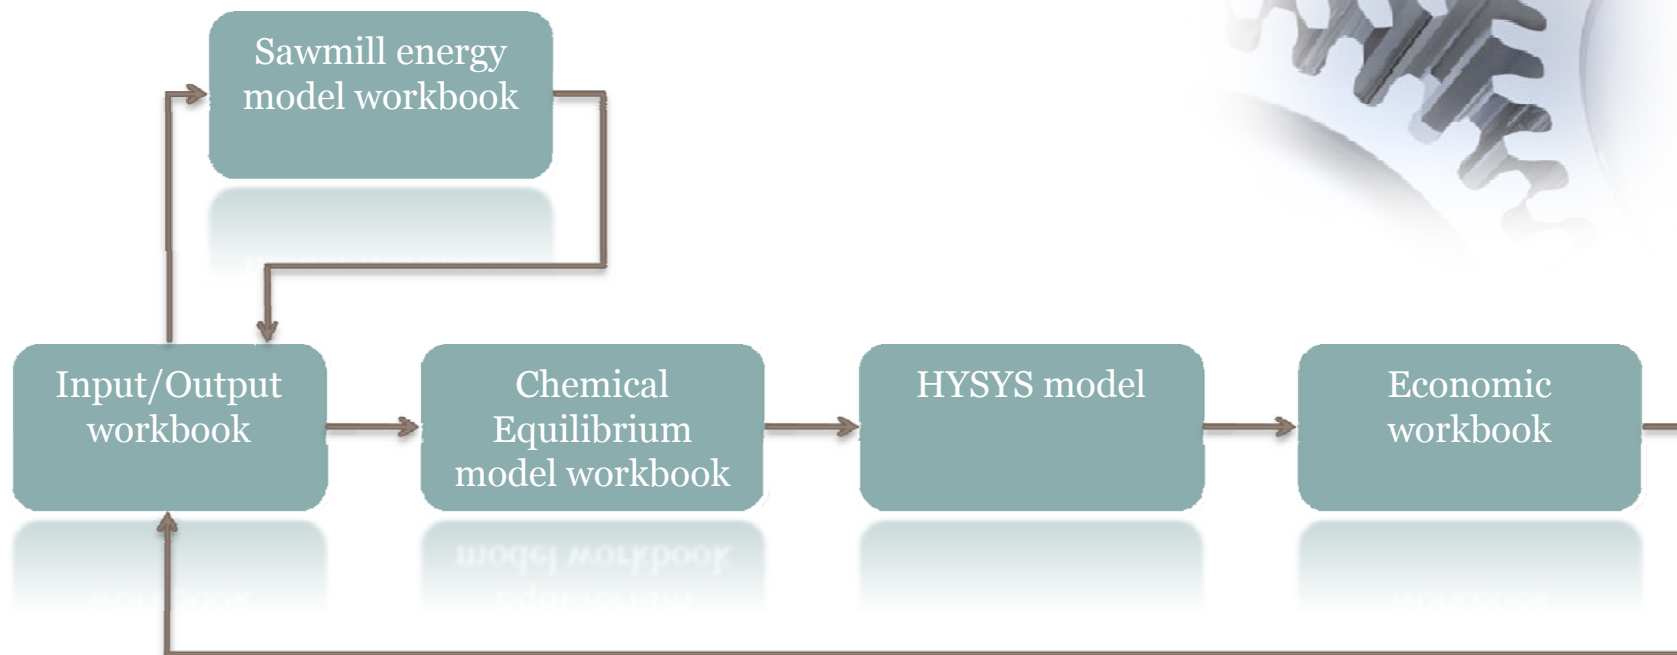 Sawmill energy
model workbook
Input/Output
workbook
Chemical
Equilibrium
model workbook
HYSYS model
Economic
workbook